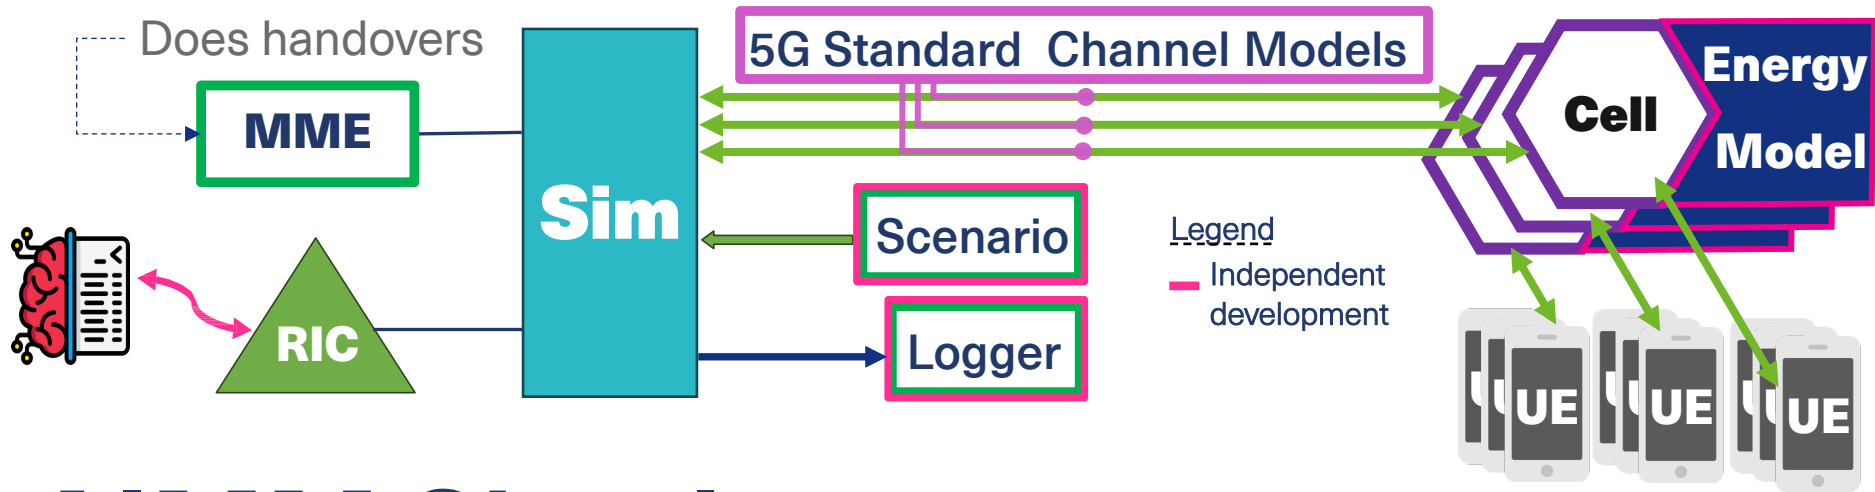 Does handovers
MME
5G Standard Channel Models
Cell
Energy
Model
Sim
Scenario
Legend
Independent
development
RIC
Logger
UE
UE
UE